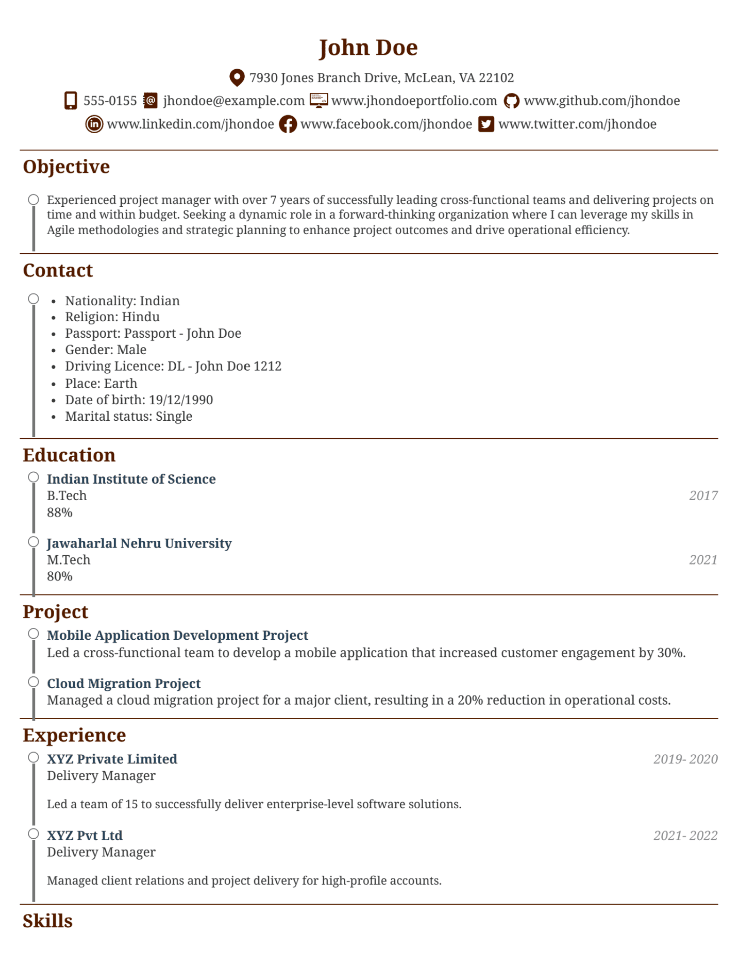 John Doe
7930 Jones Branch Drive, McLean, VA 22102
555-0155 jhondoe@example.com www.jhondoeportfolio.com www.github.com/jhondoe
www.linkedin.com/jhondoe www.facebook.com/jhondoe www.twitter.com/jhondoe
Objective
Experienced project manager with over 7 years of successfully leading cross-functional teams and delivering projects on
time and within budget. Seeking a dynamic role in a forward-thinking organization where I can leverage my skills in
Agile methodologies and strategic planning to enhance project outcomes and drive operational efficiency.
Contact
• Nationality: Indian
• Religion: Hindu
• Passport: Passport - John Doe
• Gender: Male
• Driving Licence: DL - John Doe 1212
• Place: Earth
• Date of birth: 19/12/1990
• Marital status: Single
Education
Indian Institute of Science
B.Tech 2017
88%
Jawaharlal Nehru University
M.Tech 2021
80%
Project
Mobile Application Development Project
Led a cross-functional team to develop a mobile application that increased customer engagement by 30%.
Cloud Migration Project
Managed a cloud migration project for a major client, resulting in a 20% reduction in operational costs.
Experience
XYZ Private Limited 2019- 2020
Delivery Manager
Led a team of 15 to successfully deliver enterprise-level software solutions.
XYZ Pvt Ltd 2021- 2022
Delivery Manager
Managed client relations and project delivery for high-profile accounts.
Skills